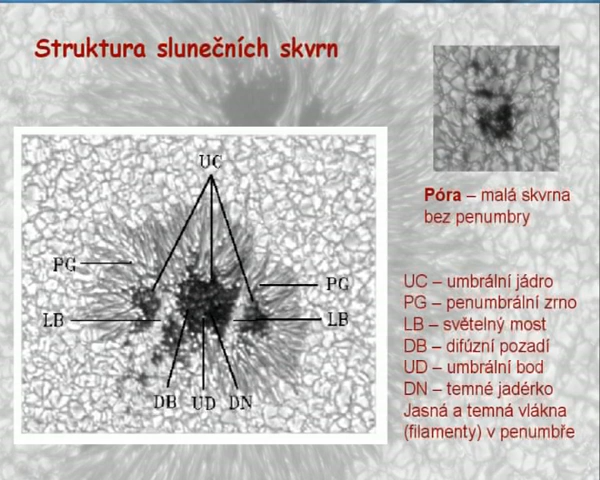 Struktura slunečních skvrn
UC
PG
PG
LB
LB
DB UD DN
Póra – malá skvrna
bez penumbry
UC – umbrální jádro
PG – penumbrální zrno
LB – světelný most
DB – difúzní pozadí
UD – umbrální bod
DN – temné jadérko
Jasná a temná vlákna
(filamenty) v penumbře